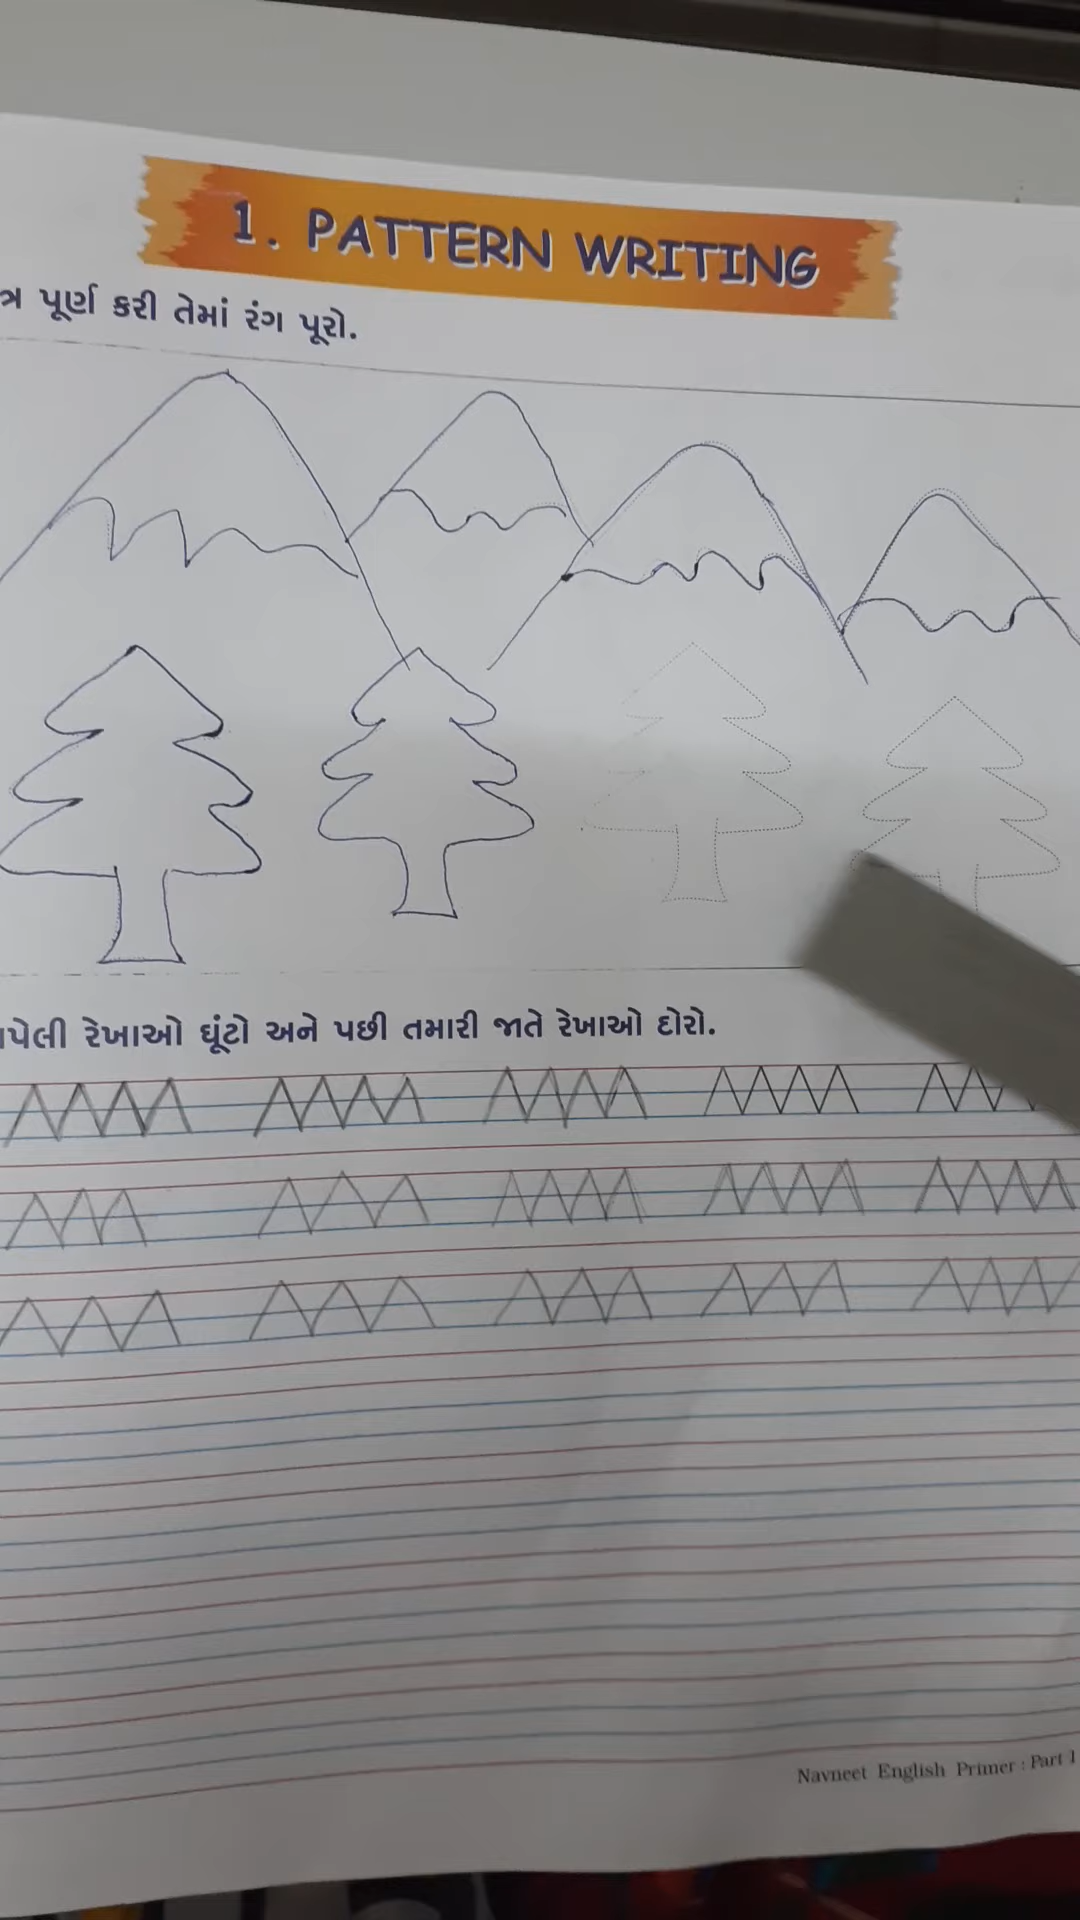 1. PATTERN WRITING
પૂર્ણ કરી તેમાં રંગ પૂરો.
રેખાઓ ઘૂંટો અને પછી તમારી જાતે રેખાઓ દોરો.
Navneet English Primer : Part 1